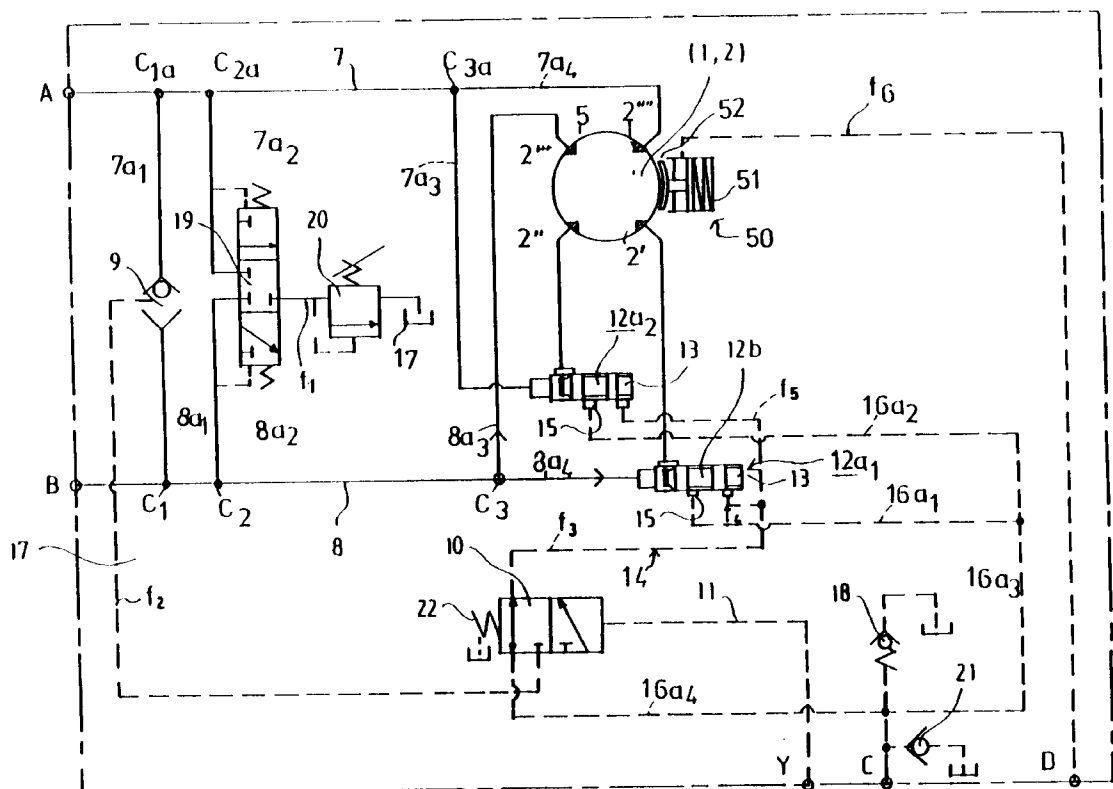 (1, 2)
C1a C2a 7 C3a 7a4
A
5 2'''' 52 f6
7a2
2'''
7a1 7a3 51
19 20
2'' 50
2'
9
17
12a2 12b 13
f1
f5
15 16a2
8a1 8a2 8a3
8a4 12a1
B 13
C1 C2 C3
15 f4 16a1
8 f3
17 10 14
11 16a3
f2 22 18
16a4 21
Y C D